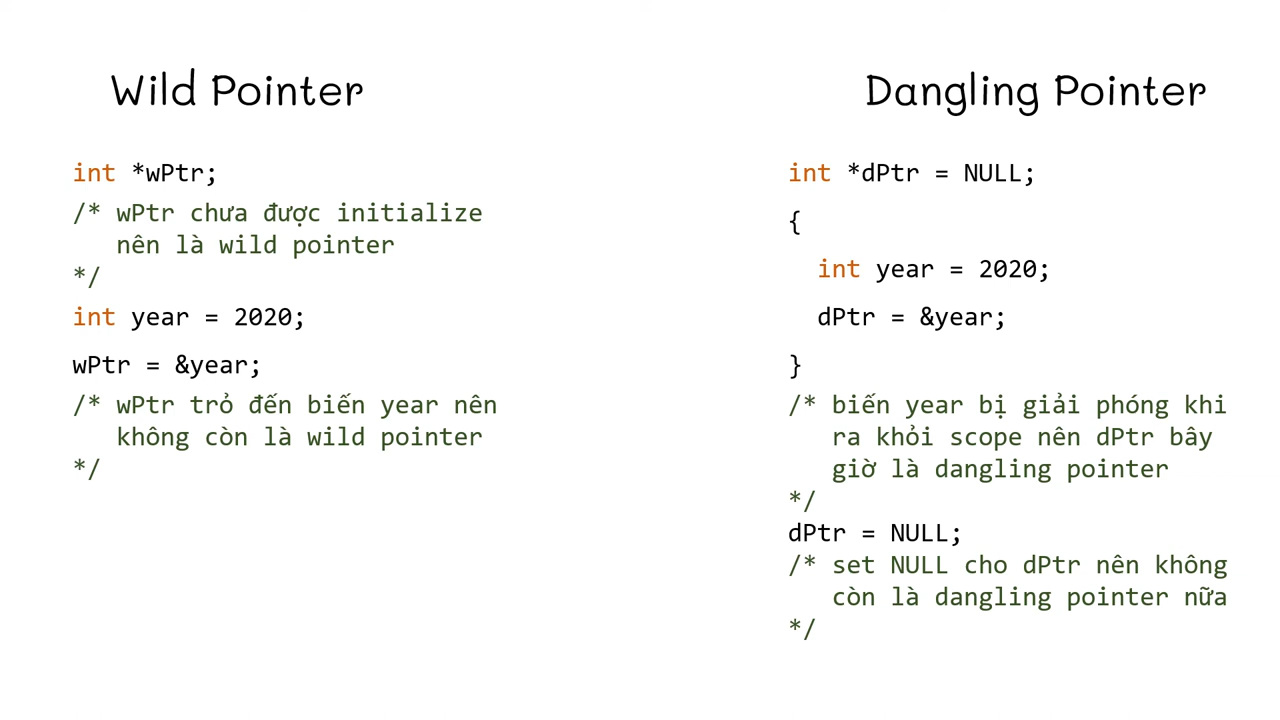 Wild Pointer
int *wPtr;
/* wPtr chưa được initialize
nên là wild pointer
*/
int year = 2020;
wPtr = &year;
/* wPtr trỏ đến biến year nên
không còn là wild pointer
*/
Dangling Pointer
int *dPtr = NULL;
{
int year = 2020;
dPtr = &year;
}
/* biến year bị giải phóng khi
ra khỏi scope nên dPtr bây
giờ là dangling pointer
*/
dPtr = NULL;
/* set NULL cho dPtr nên không
còn là dangling pointer nữa
*/